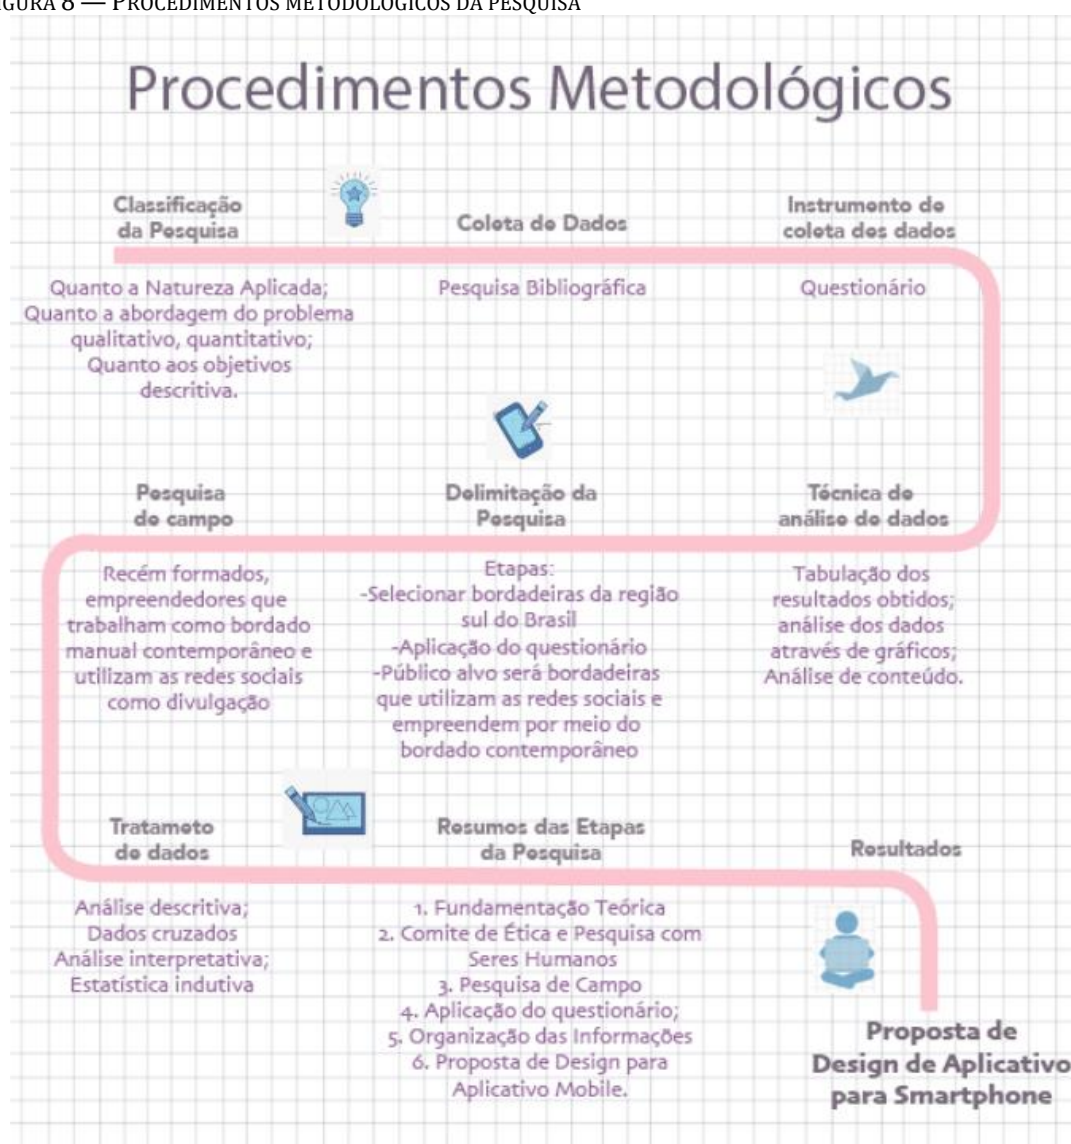 FIGURA 8 — PROCEDIMENTOS METODOLÓGICOS DA PESQUISA
Procedimentos Metodológicos
Classificação
da Pesquisa
Coleta de Dados
Instrumento de
coleta dos dados
Quanto a Natureza Aplicada;
Quanto a abordagem do problema
qualitativo, quantitativo;
Quanto aos objetivos
descritiva.
Pesquisa Bibliográfica
Questionário
Pesquisa
de campo
Delimitação da
Pesquisa
Técnica de
análise de dados
Recém formados,
empreendedores que
trabalham como bordado
manual contemporâneo e
utilizam as redes sociais
como divulgação
Etapas:
-Selecionar bordadeiras da região
sul do Brasil
-Aplicação do questionário
-Público alvo será bordadeiras
que utilizam as redes sociais e
empreendem por meio do
bordado contemporâneo
Tabulação dos
resultados obtidos;
análise dos dados
através de gráficos;
Análise de conteúdo.
Tratameto
de dados
Resumos das Etapas
da Pesquisa
Resultados
Análise descritiva;
Dados cruzados
Análise interpretativa;
Estatística indutiva
1. Fundamentação Teórica
2. Comite de Ética e Pesquisa com
Seres Humanos
3. Pesquisa de Campo
4. Aplicação do questionário;
5. Organização das Informações
6. Proposta de Design para
Aplicativo Mobile.
Proposta de
Design de Aplicativo
para Smartphone